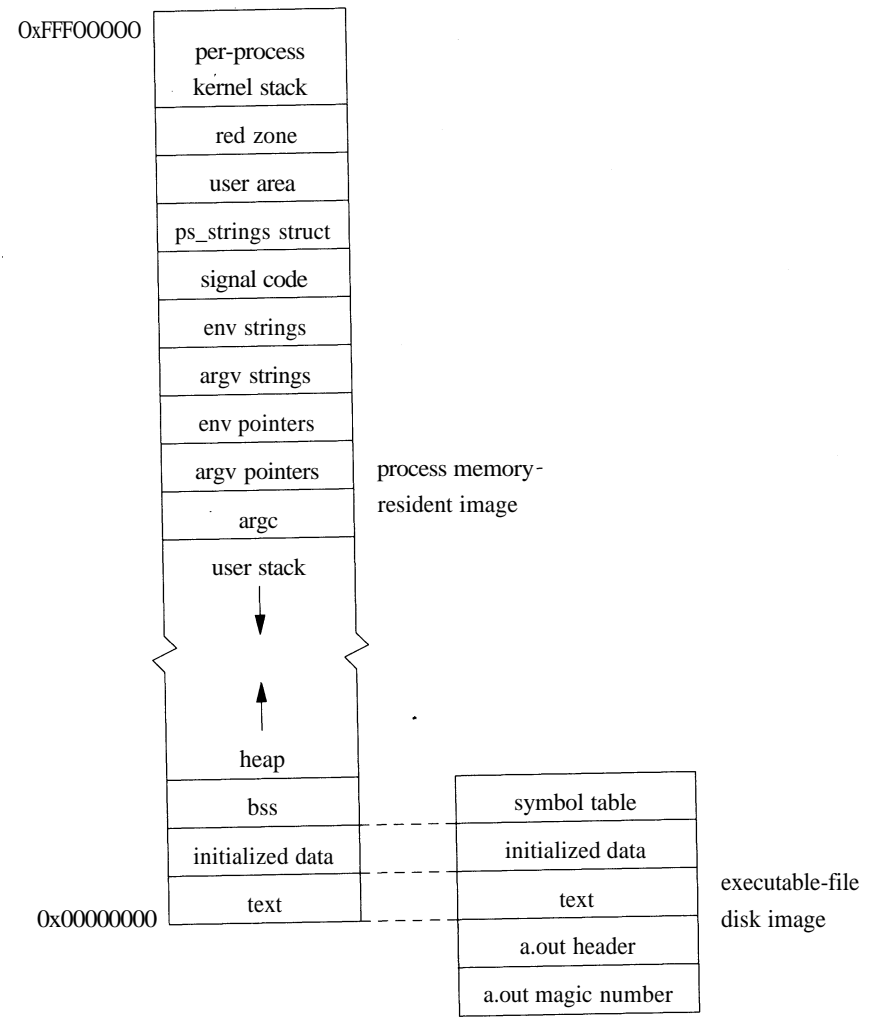 0xFFF00000
per-process
kernel stack
red zone
user area
ps_strings struct
signal code
env strings
argv strings
env pointers
argv pointers
argc
user stack
process memory-
resident image
heap
bss
initialized data
text
0x00000000
symbol table
initialized data
text
a.out header
a.out magic number
executable-file
disk image